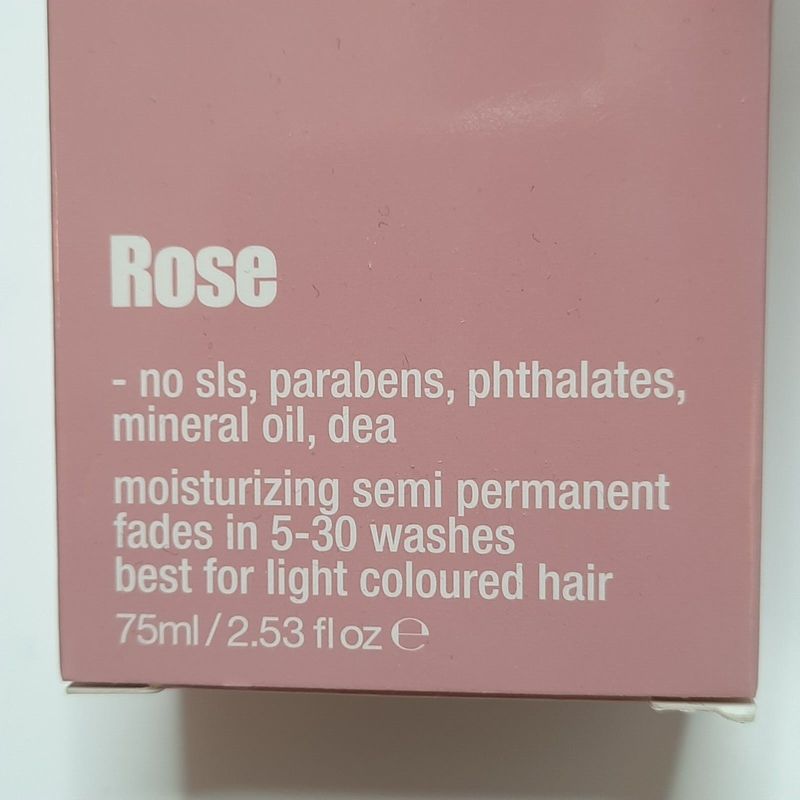 Rose
- no sls, parabens, phthalates,
mineral oil, dea
moisturizing semi permanent
fades in 5-30 washes
best for light coloured hair
75ml / 2.53 fl oz ℮